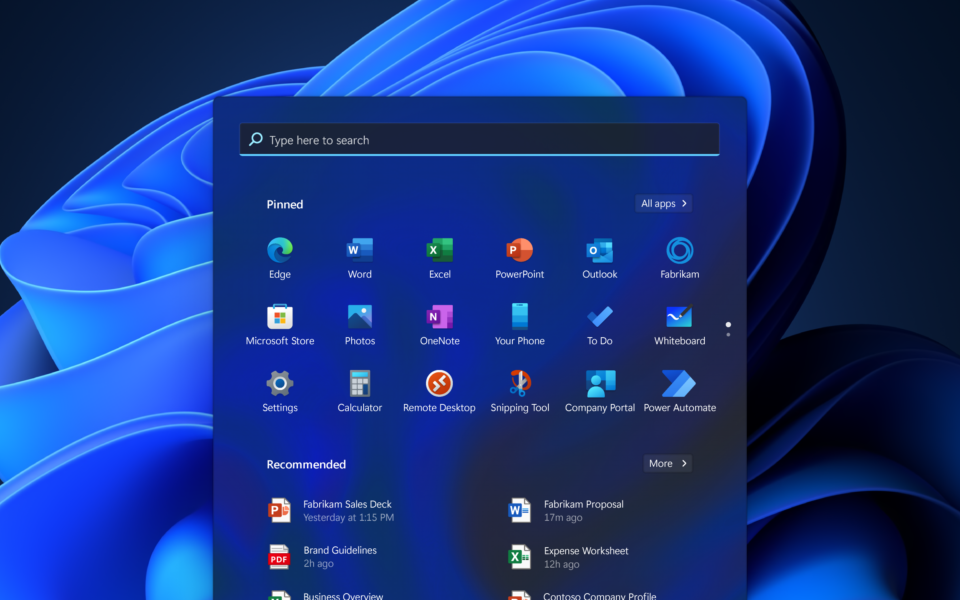 Type here to search
Pinned
All apps
Edge
Word
Excel
PowerPoint
Outlook
Fabrikam
Microsoft Store
Photos
OneNote
Your Phone
To Do
Whiteboard
Settings
Calculator
Remote Desktop
Snipping Tool
Company Portal
Power Automate
Recommended
More
Fabrikam Sales Deck
Yesterday at 1:15 PM
Fabrikam Proposal
17m ago
PDF
Brand Guidelines
2h ago
Expense Worksheet
12h ago
Business Overview
Contoso Company Profile